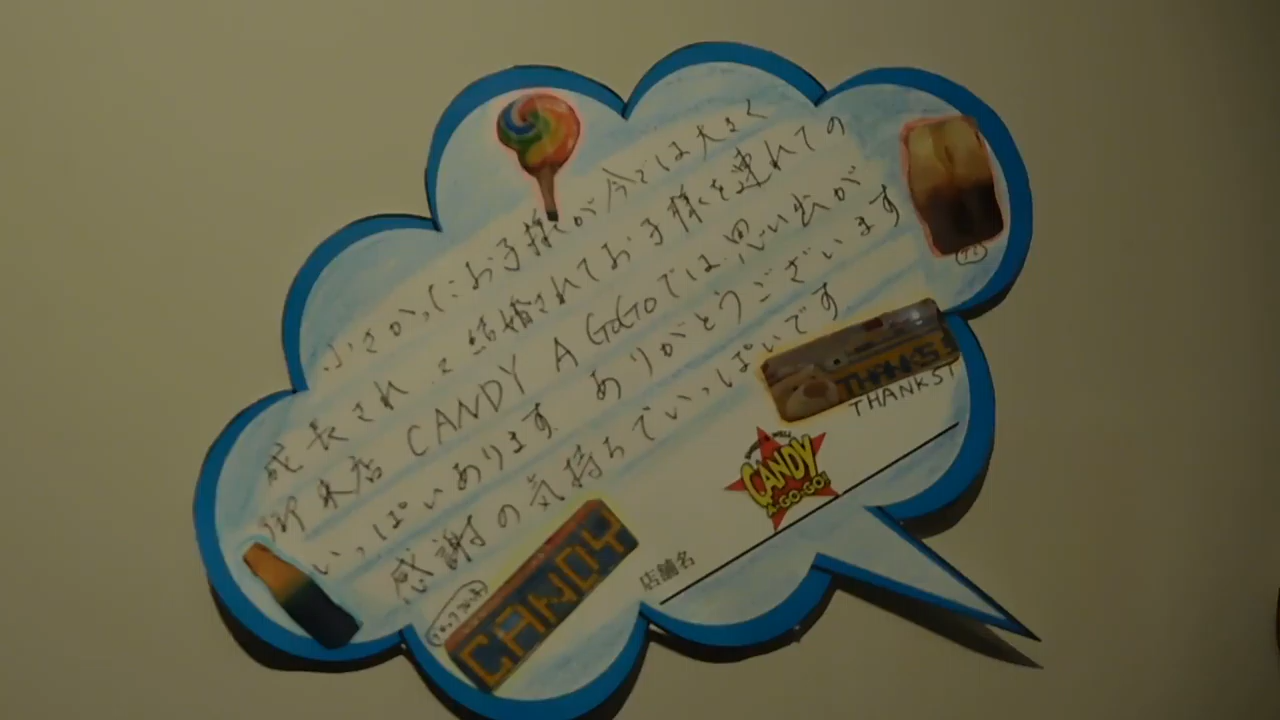 小さかったお子様が今では大きく
成長され、ご結婚されてお子様を連れての
御来店 CANDY A GoGoでは思い出が
いっぱいあります ありがとうございます
感謝の気持ちでいっぱいです
THANKS!
THANKS!
CANDY
A-GO-GO!
CANDY
店舗名